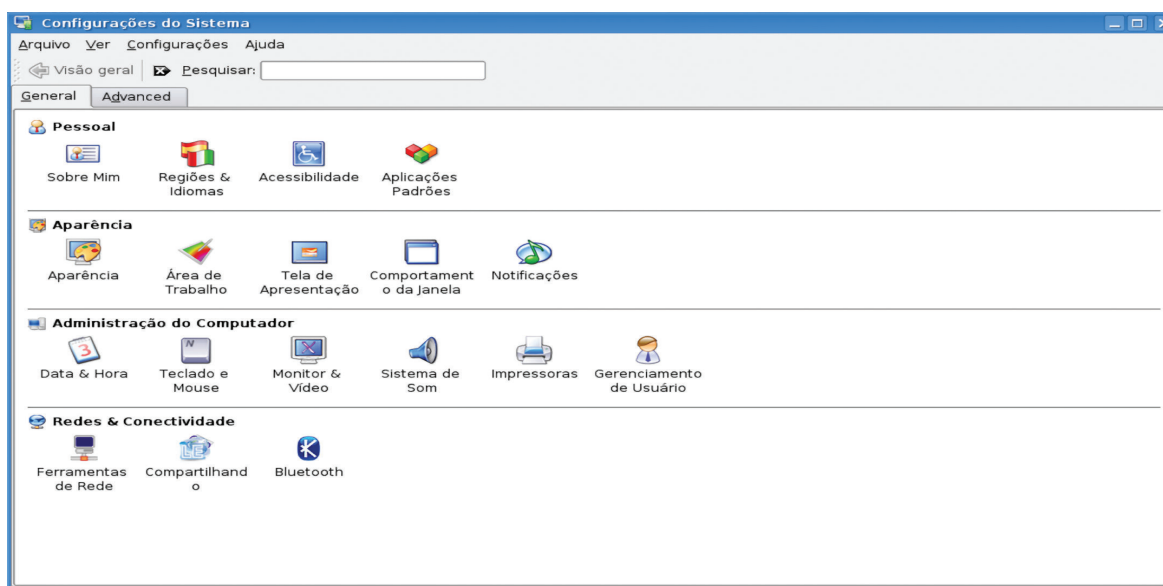 Configurações do Sistema
Arquivo Ver Configurações Ajuda
Visão geral Pesquisar:
General Advanced
Pessoal
Sobre Mim Regiões & Acessibilidade Aplicações
Idiomas Padrões
Aparência
Aparência Área de Tela de Comportament Notificações
Trabalho Apresentação o da Janela
Administração do Computador
Data & Hora Teclado e Monitor & Sistema de Impressoras Gerenciamento
Mouse Vídeo Som de Usuário
Redes & Conectividade
Ferramentas Compartilhand Bluetooth
de Rede o